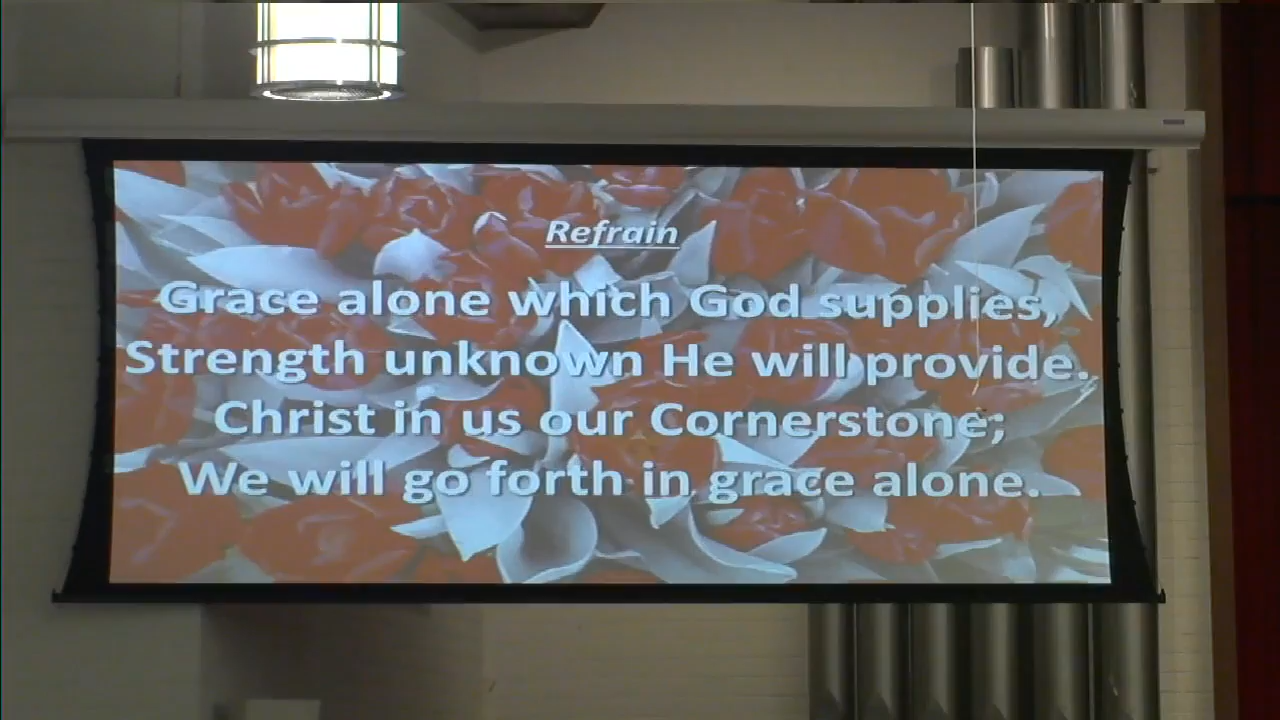 Refrain
Grace alone which God supplies,
Strength unknown He will provide.
Christ in us our Cornerstone;
We will go forth in grace alone.